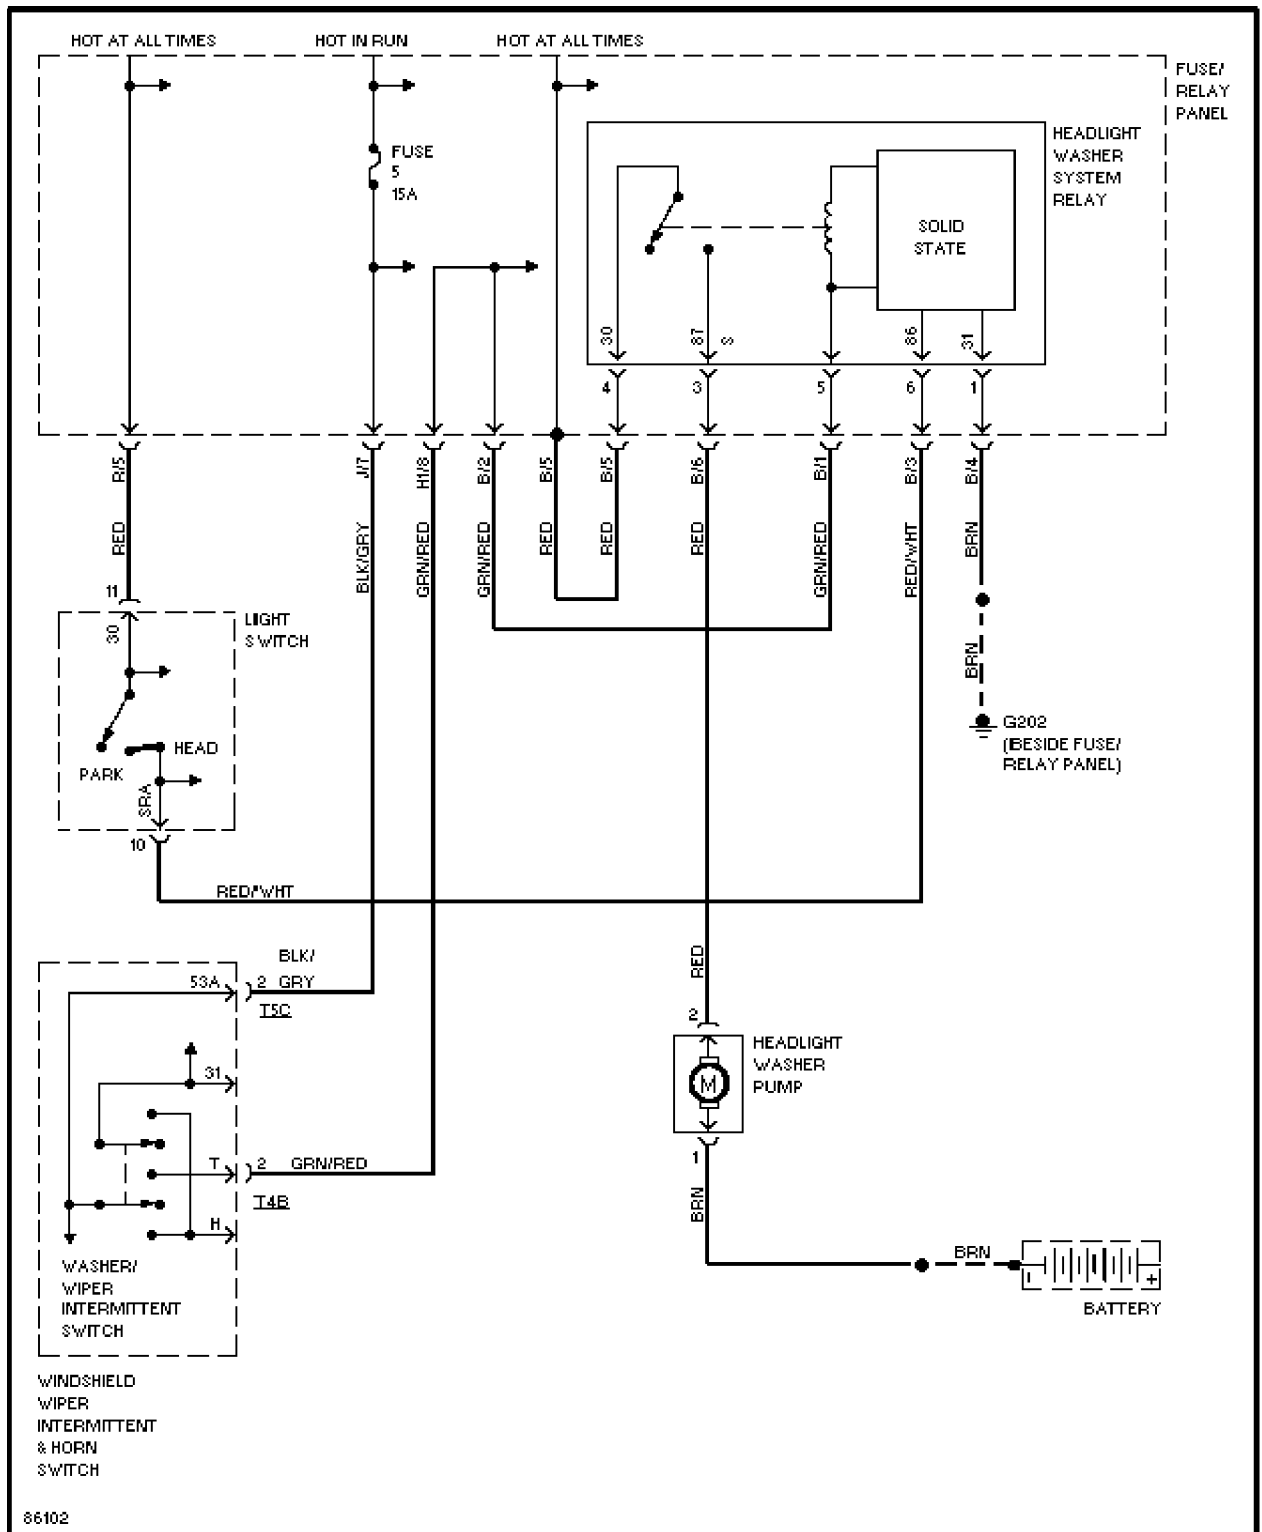 HOT AT ALL TIMES
HOT IN RUN
HOT AT ALL TIMES
FUSE/
RELAY
PANEL
FUSE
5
15A
HEADLIGHT
WASHER
SYSTEM
RELAY
SOLID
STATE
30
87
S
86
31
4
3
5
6
1
R/5
J/7
H1/8
B/2
B/5
B/5
B/6
B/1
B/3
B/4
RED
BLK/GRY
GRN/RED
GRN/RED
RED
RED
RED
GRN/RED
RED/WHT
BRN
11
30
LIGHT
SWITCH
BRN
G202
(BESIDE FUSE/
RELAY PANEL)
HEAD
PARK
SRA
10
RED/WHT
BLK/
53A
2
GRY
T5C
RED
2
HEADLIGHT
WASHER
PUMP
M
31
1
T
2
GRN/RED
T4B
BRN
H
WASHER/
WIPER
INTERMITTENT
SWITCH
BRN
-
+
BATTERY
WINDSHIELD
WIPER
INTERMITTENT
& HORN
SWITCH
86102